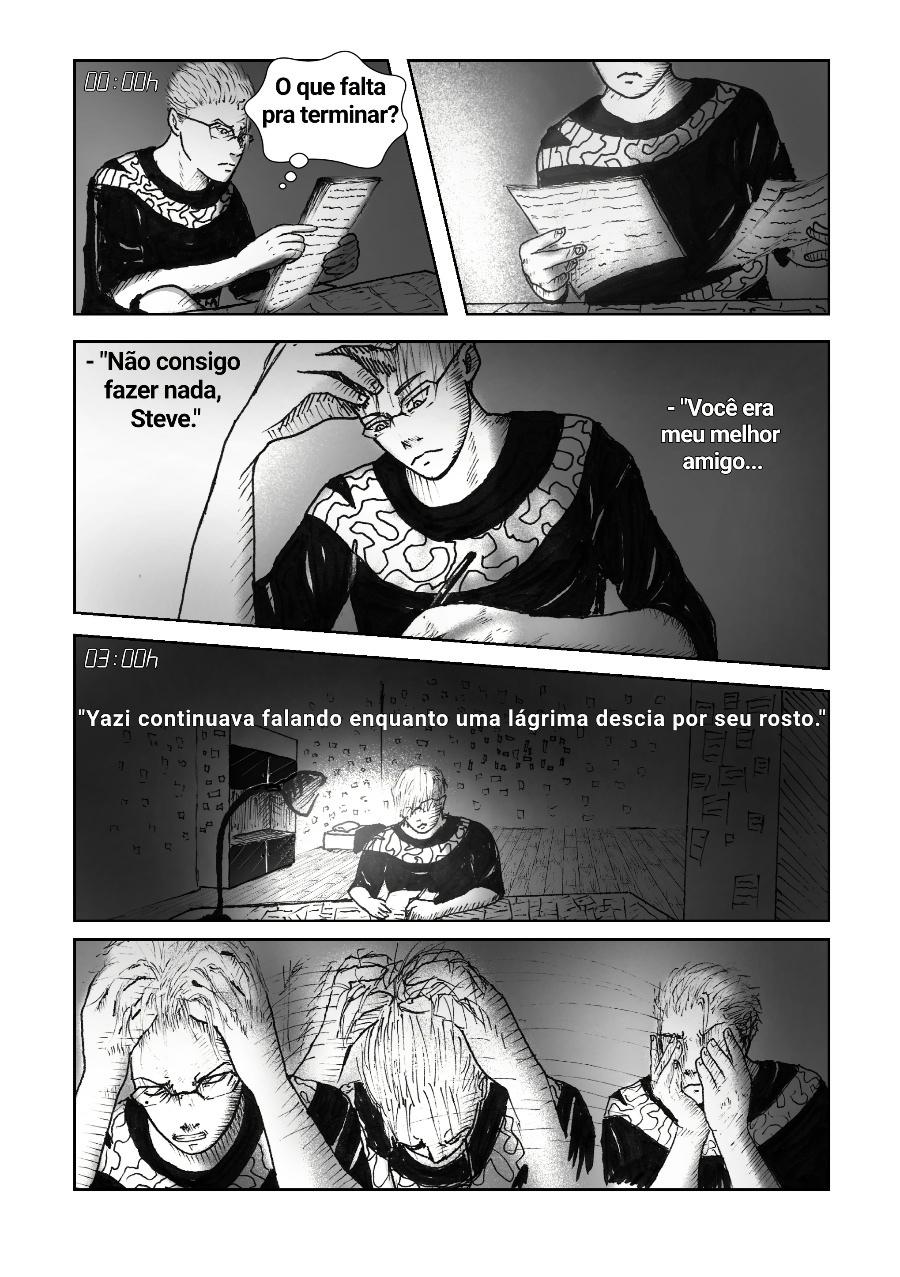 00:00h
O que falta
pra terminar?
- "Não consigo
fazer nada,
Steve."
- "Você era
meu melhor
amigo...
03:00h
"Yazi continuava falando enquanto uma lágrima descia por seu rosto."